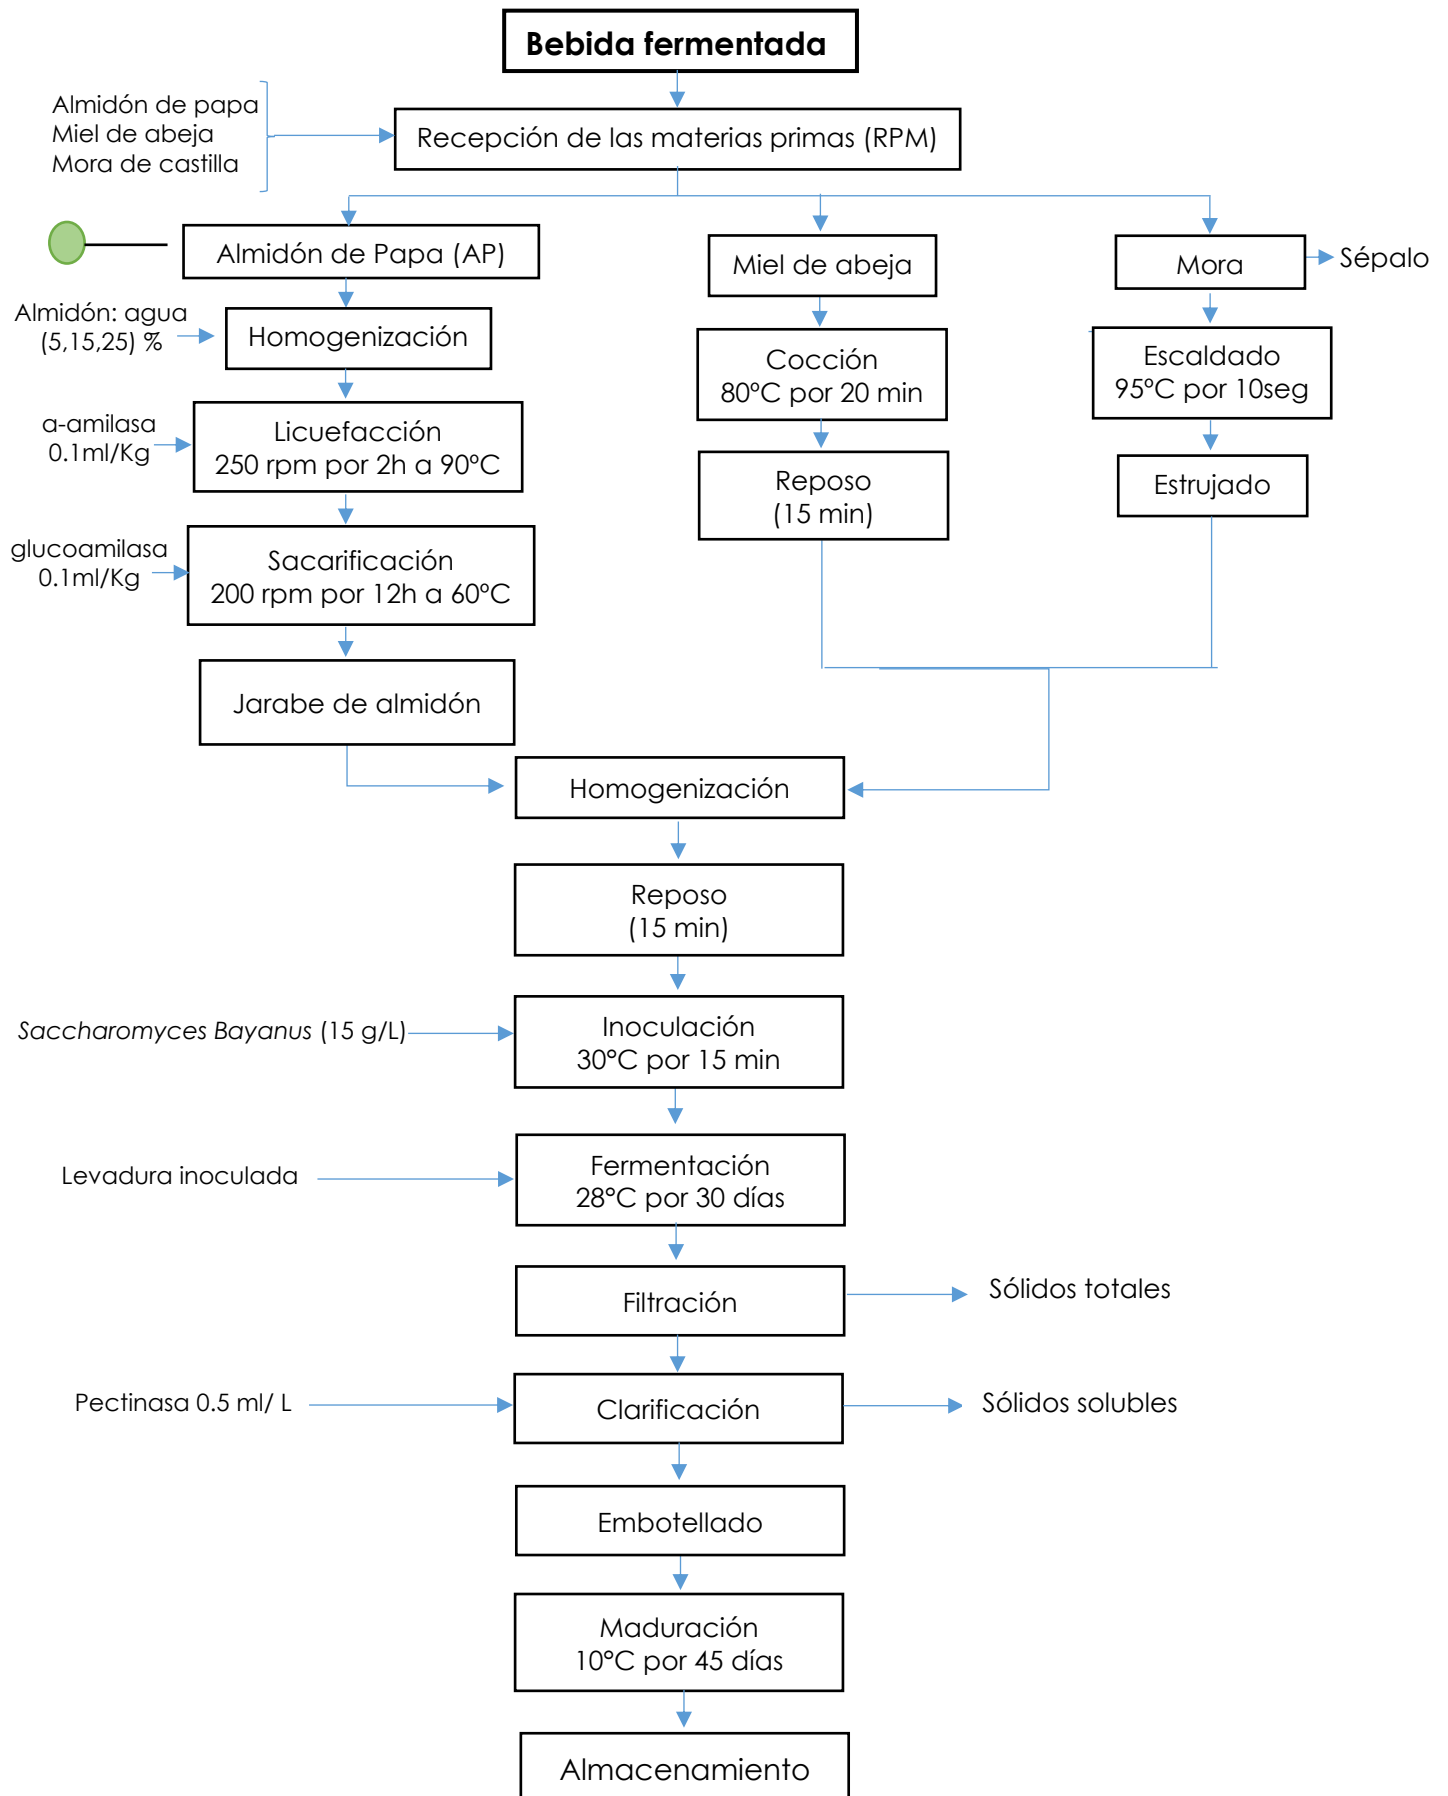 Bebida fermentada
Almidón de papa
Miel de abeja
Mora de castilla
Recepción de las materias primas (RPM)
Almidón de Papa (AP)
Miel de abeja
Mora
Sépalo
Almidón: agua
(5,15,25) %
Homogenización
Cocción
80°C por 20 min
Escaldado
95°C por 10seg
a-amilasa
0.1ml/Kg
Licuefacción
250 rpm por 2h a 90°C
Reposo
(15 min)
Estrujado
glucoamilasa
0.1ml/Kg
Sacarificación
200 rpm por 12h a 60°C
Jarabe de almidón
Homogenización
Reposo
(15 min)
Saccharomyces Bayanus (15 g/L)
Inoculación
30°C por 15 min
Levadura inoculada
Fermentación
28°C por 30 días
Filtración
Sólidos totales
Pectinasa 0.5 ml/ L
Clarificación
Sólidos solubles
Embotellado
Maduración
10°C por 45 días
Almacenamiento